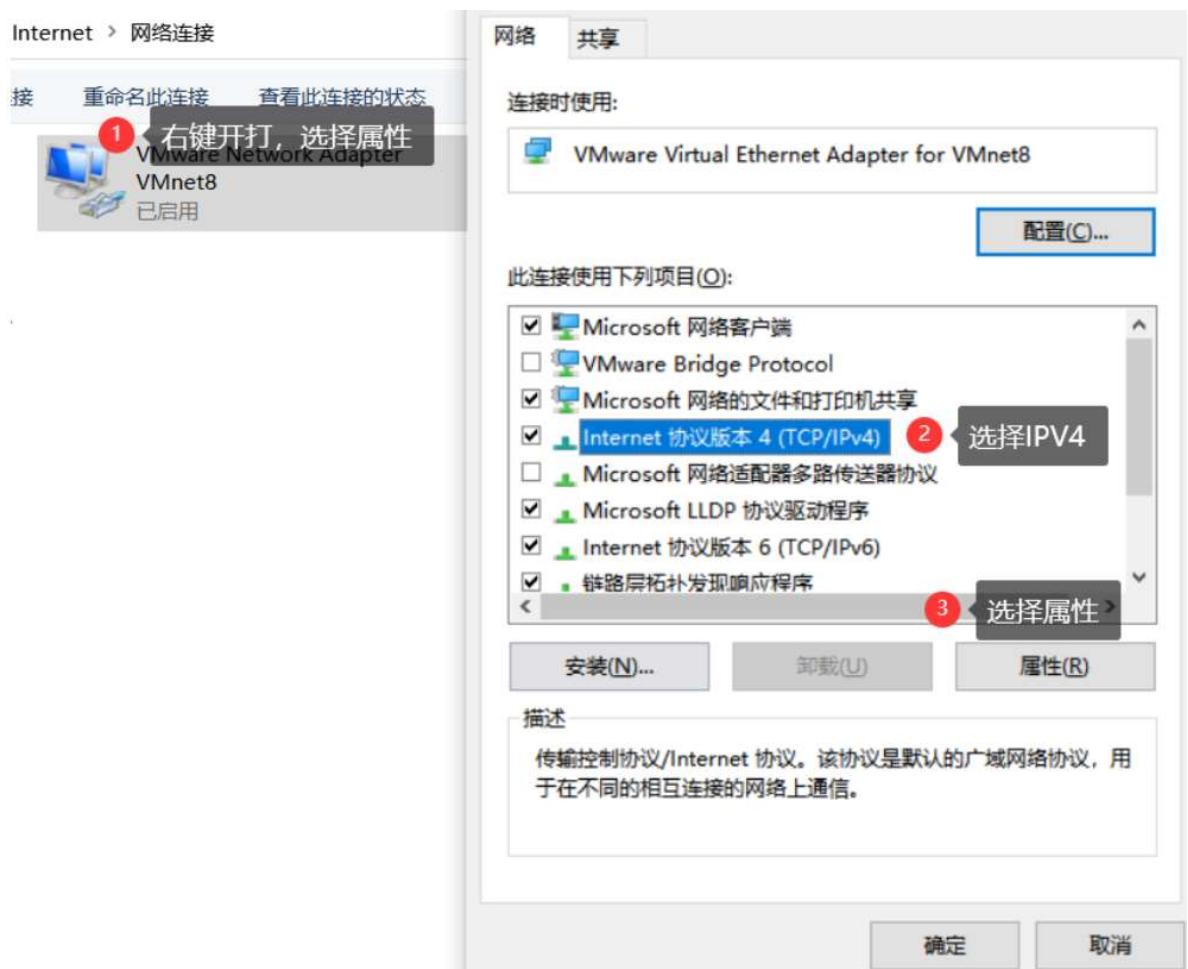 Internet > 网络连接
接 重命名此连接 查看此连接的状态
1 右键开打，选择属性
VMware Network Adapter
VMnet8
已启用
网络 共享
连接时使用:
VMware Virtual Ethernet Adapter for VMnet8
配置(C)...
此连接使用下列项目(O):
Microsoft 网络客户端
VMware Bridge Protocol
Microsoft 网络的文件和打印机共享
Internet 协议版本 4 (TCP/IPv4) 2 选择IPV4
Microsoft 网络适配器多路传送器协议
Microsoft LLDP 协议驱动程序
Internet 协议版本 6 (TCP/IPv6)
链路层拓扑发现响应程序
3 选择属性
安装(N)... 卸载(U) 属性(R)
描述
传输控制协议/Internet 协议。该协议是默认的广域网络协议，用
于在不同的相互连接的网络上通信。
确定 取消